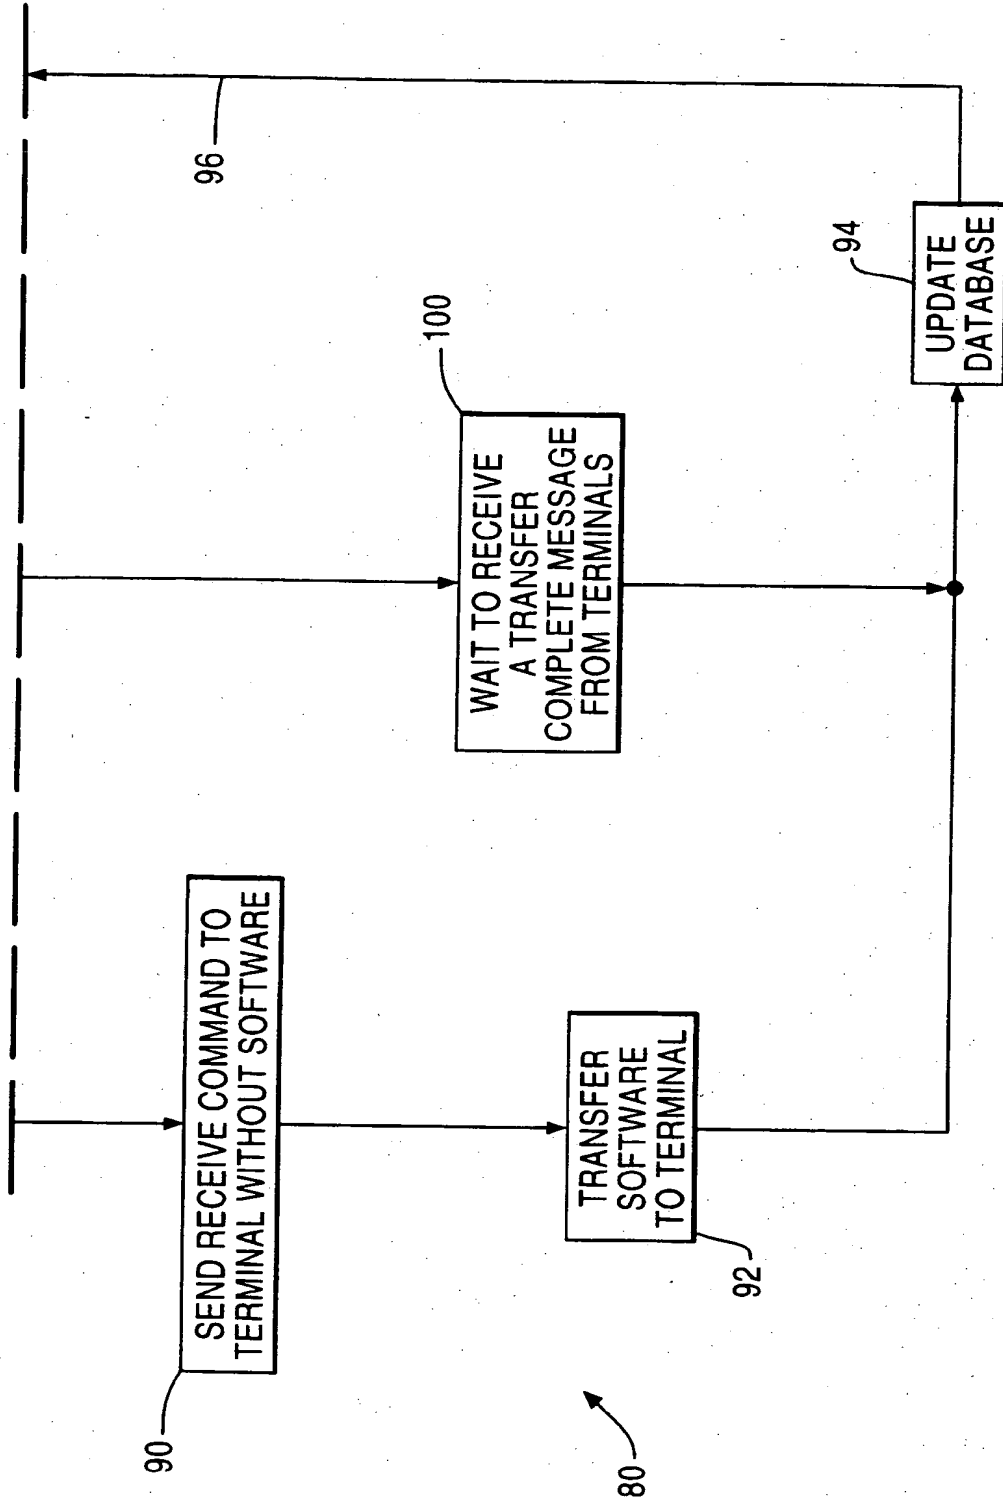 90
SEND RECEIVE COMMAND TO
TERMINAL WITHOUT SOFTWARE
80
92
TRANSFER
SOFTWARE
TO TERMINAL
100
WAIT TO RECEIVE
A TRANSFER
COMPLETE MESSAGE
FROM TERMINALS
96
94
UPDATE
DATABASE